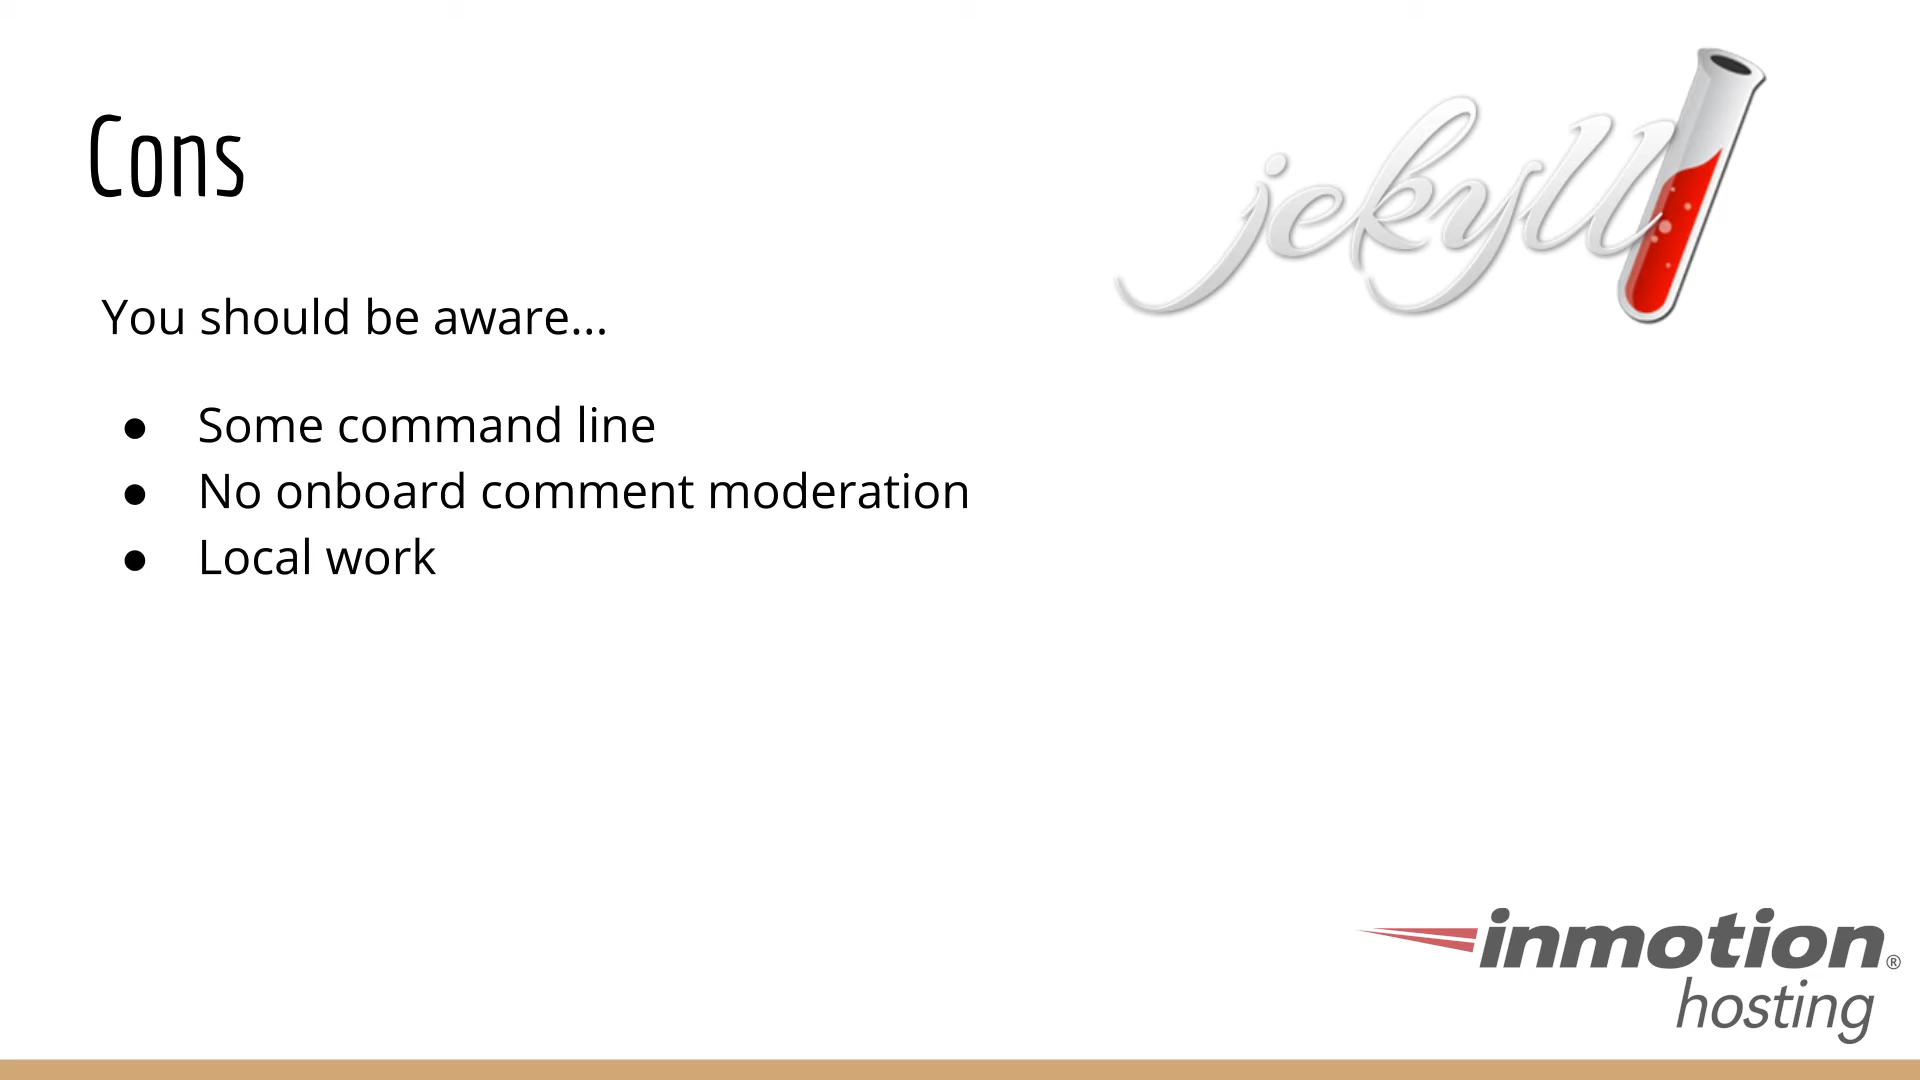 Cons
jekyll
You should be aware...
● Some command line
● No onboard comment moderation
● Local work
inmotion®
hosting